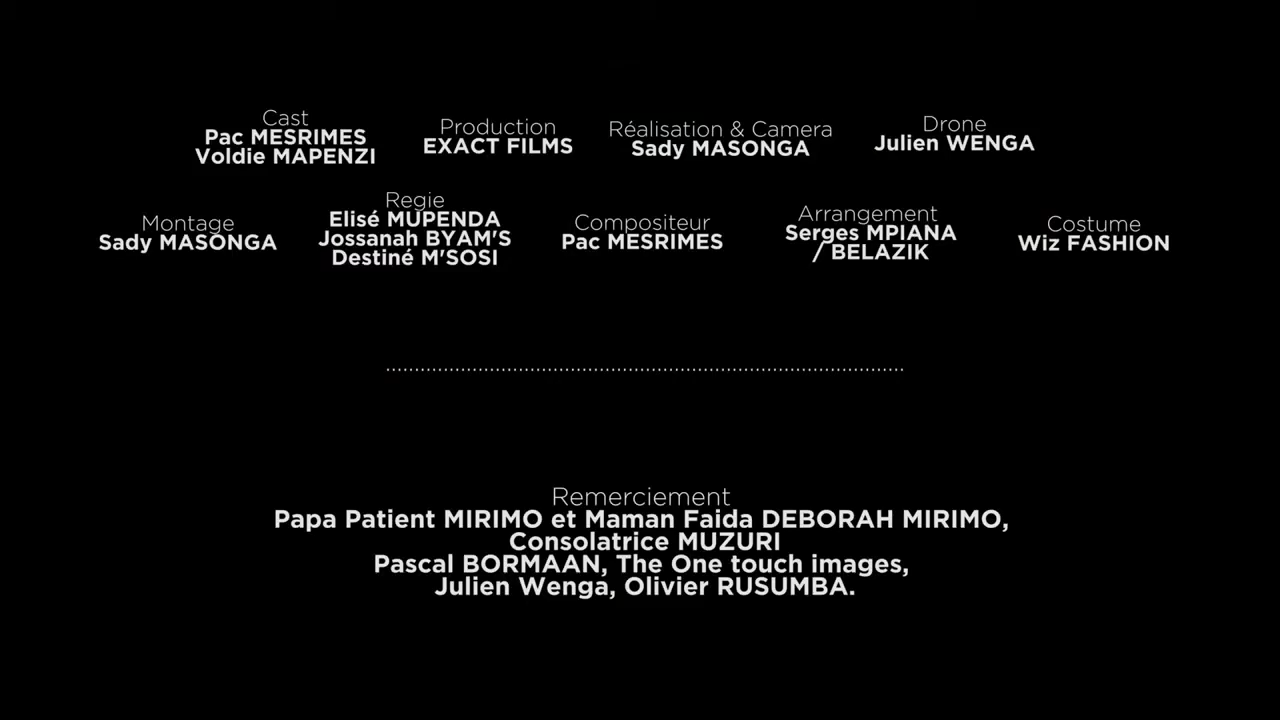 Cast
Pac MESRIMES
Voldie MAPENZI
Production
EXACT FILMS
Réalisation & Camera
Sady MASONGA
Drone
Julien WENGA
Montage
Sady MASONGA
Regie
Elisé MUPENDA
Jossanah BYAM'S
Destiné M'SOSI
Compositeur
Pac MESRIMES
Arrangement
Serges MPIANA
/ BELAZIK
Costume
Wiz FASHION
Remerciement
Papa Patient MIRIMO et Maman Faida DEBORAH MIRIMO,
Consolatrice MUZURI
Pascal BORMAAN, The One touch images,
Julien Wenga, Olivier RUSUMBA.